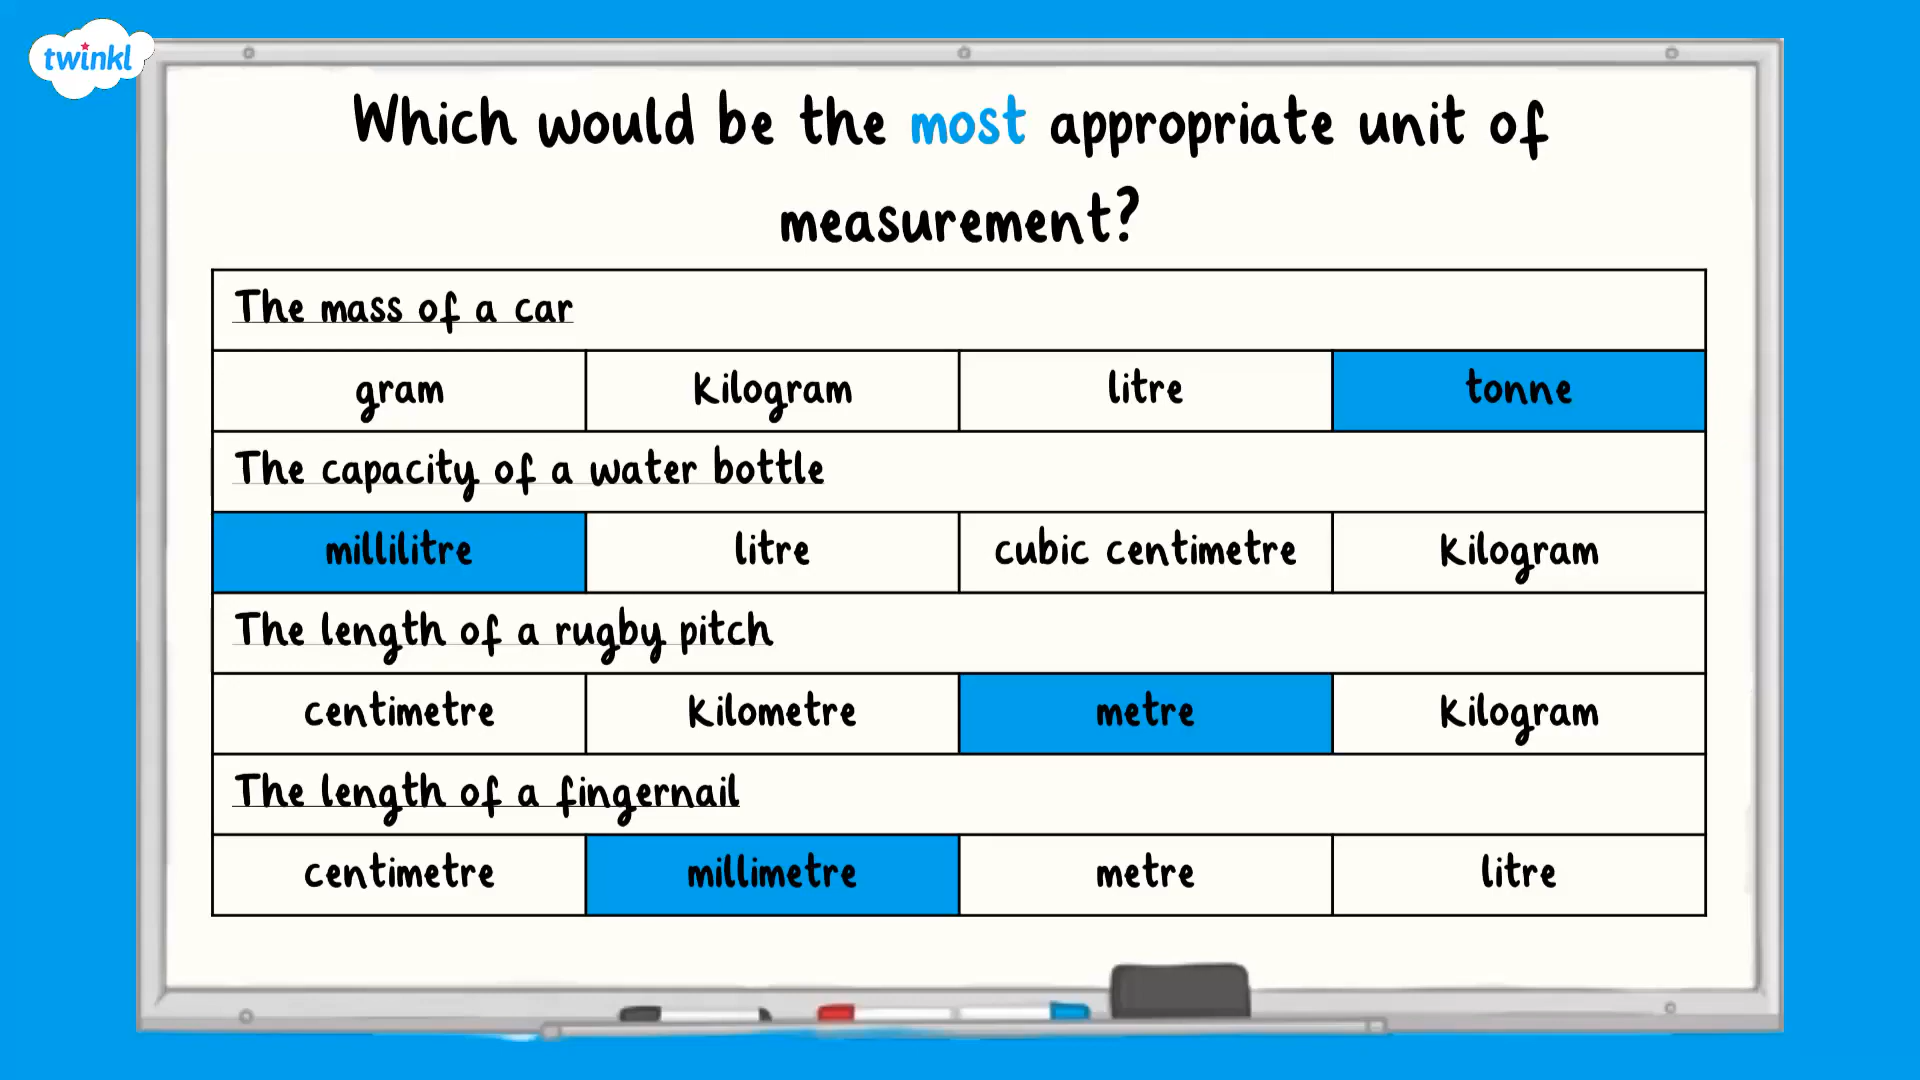 twinkl
Which would be the most appropriate unit of
measurement?
The mass of a car
gram kilogram litre tonne
The capacity of a water bottle
millilitre litre cubic centimetre kilogram
The length of a rugby pitch
centimetre kilometre metre kilogram
The length of a fingernail
centimetre millimetre metre litre